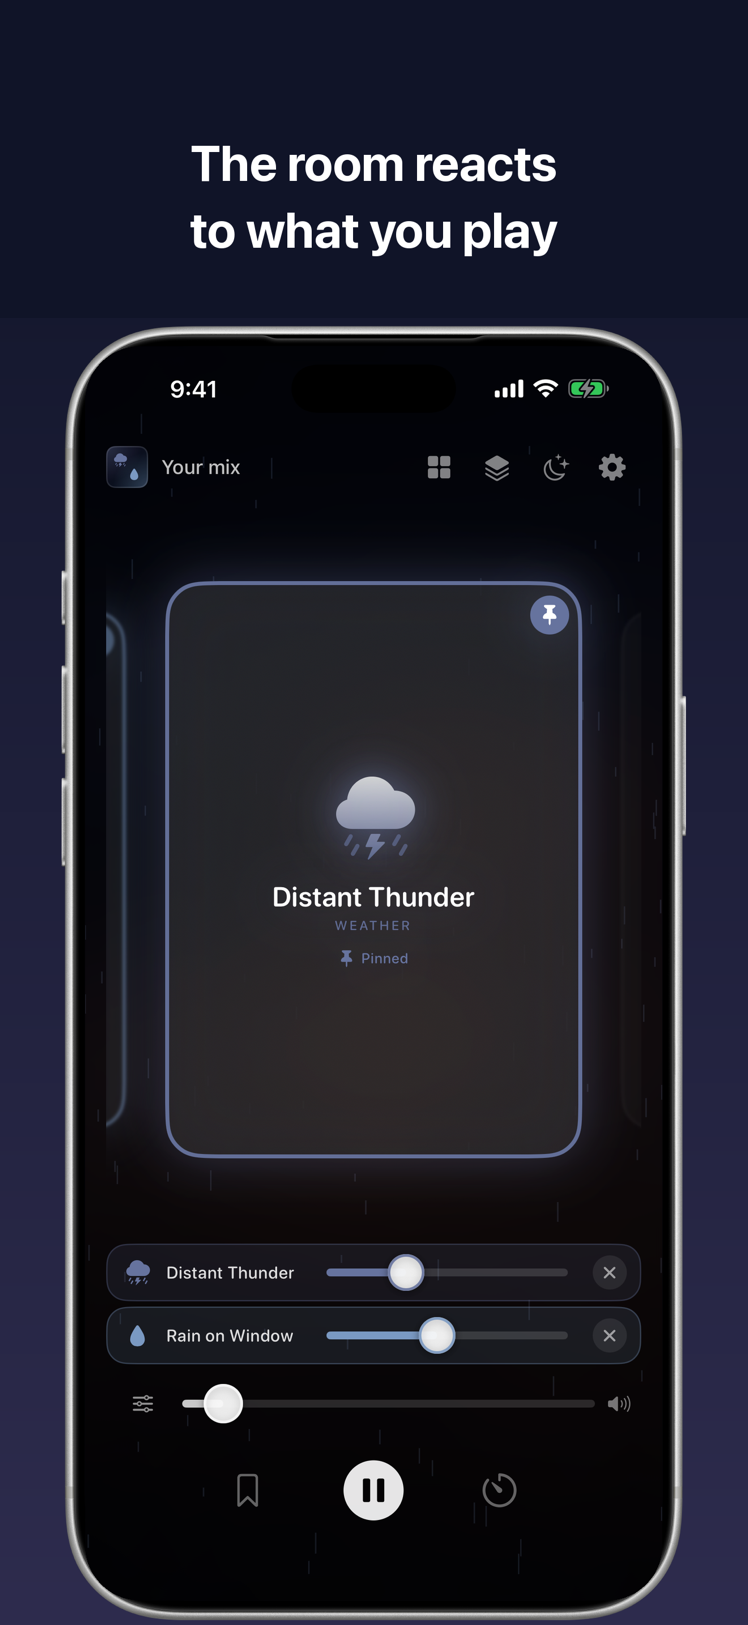 The room reacts
to what you play
9:41
Your mix
Distant Thunder
WEATHER
Pinned
Distant Thunder
Rain on Window